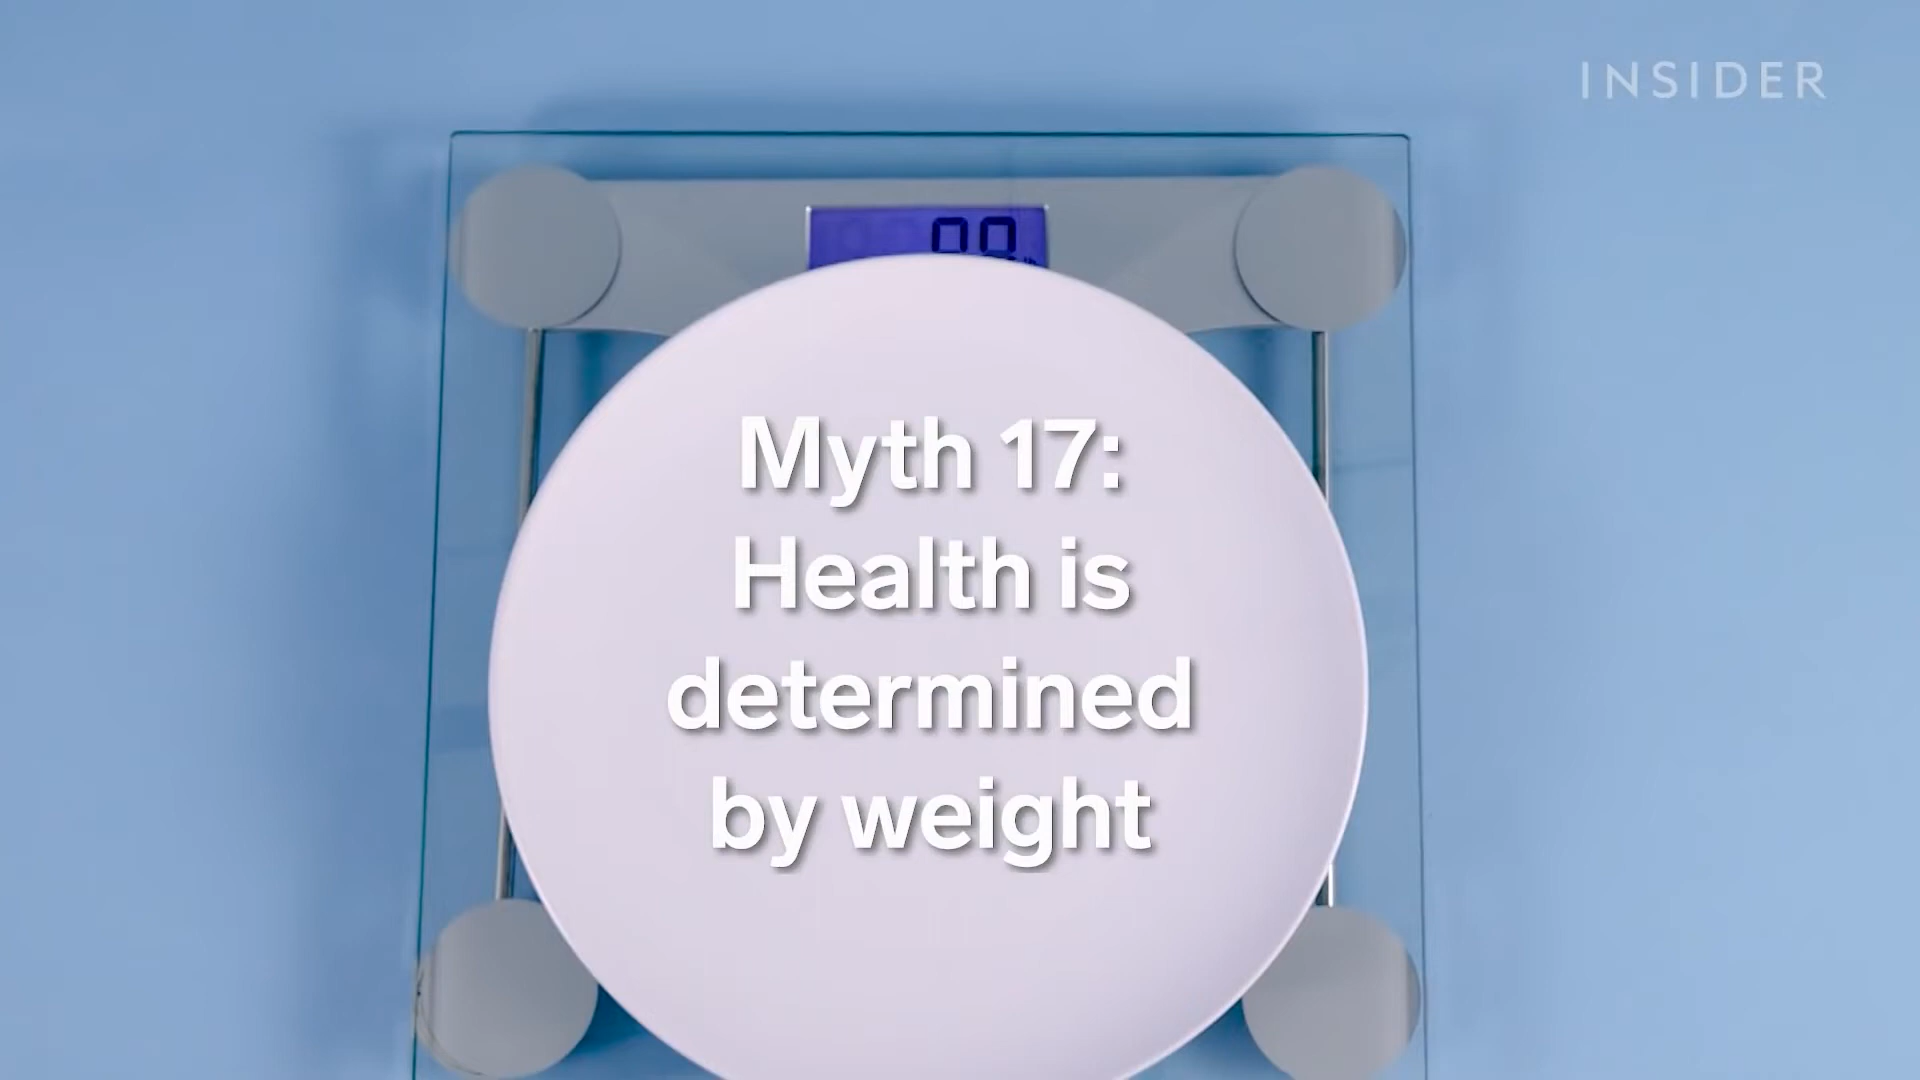 INSIDER
Myth 17:
Health is
determined
by weight